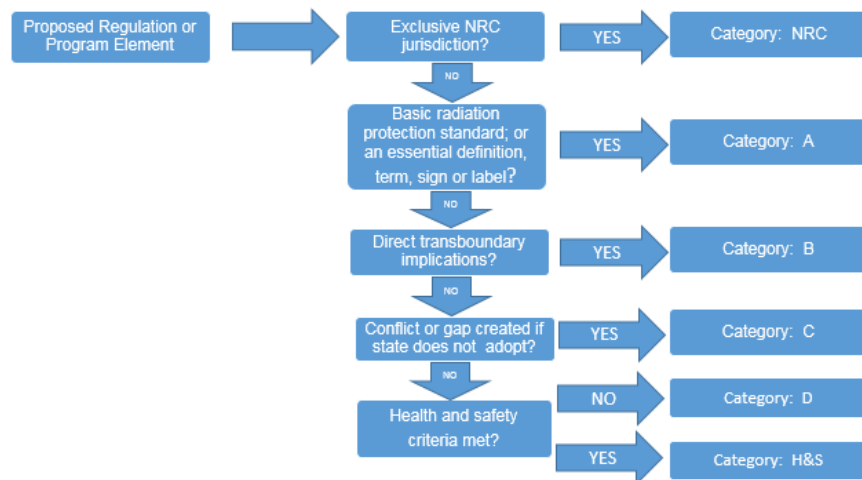 Proposed Regulation or
Program Element
Exclusive NRC
jurisdiction?
YES
Category: NRC
NO
Basic radiation
protection standard; or
an essential definition,
term, sign or label?
YES
Category: A
NO
Direct transboundary
implications?
YES
Category: B
NO
Conflict or gap created if
state does not adopt?
YES
Category: C
NO
Health and safety
criteria met?
NO
Category: D
YES
Category: H&S